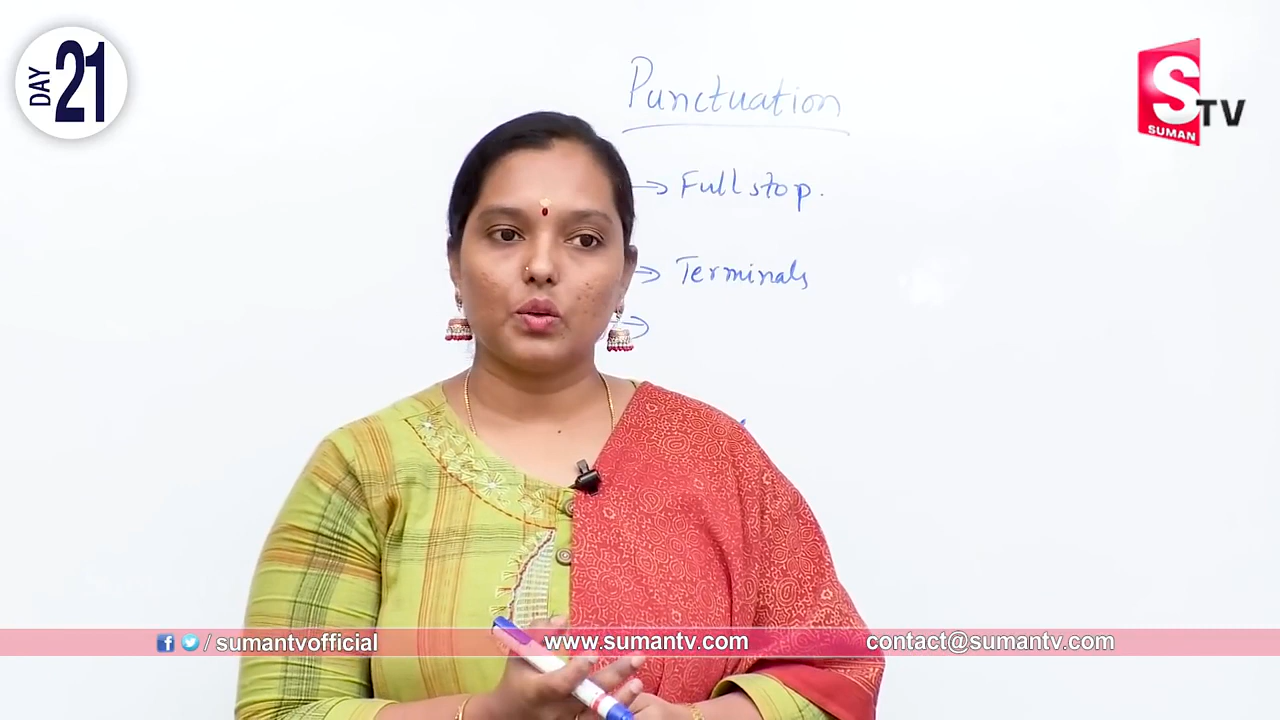 DAY 21
Punctuation
S TV
SUMAN
→ Full stop.
→ Terminals
→
/ sumantvofficial
www.sumantv.com
contact@sumantv.com